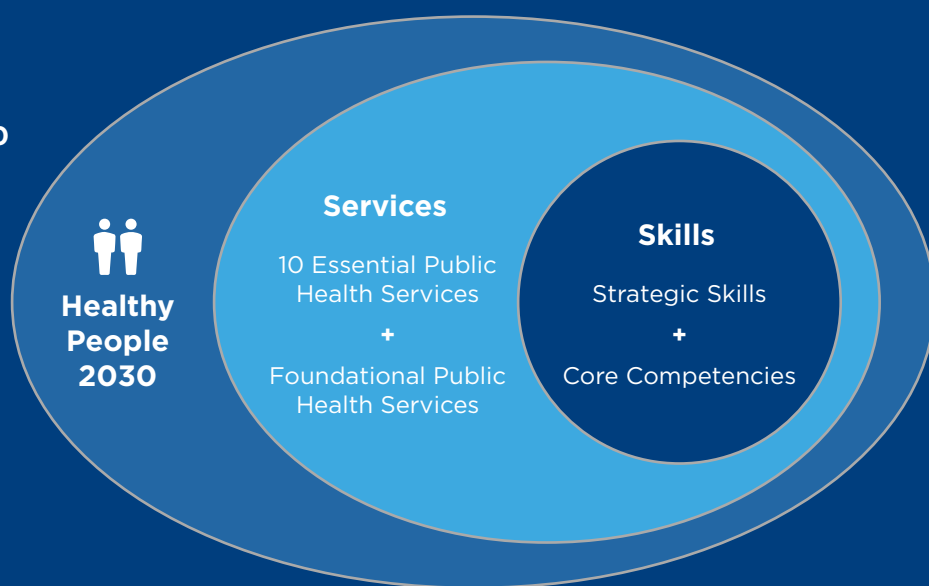 Healthy
People
2030
Services
10 Essential Public
Health Services
+
Foundational Public
Health Services
Skills
Strategic Skills
+
Core Competencies